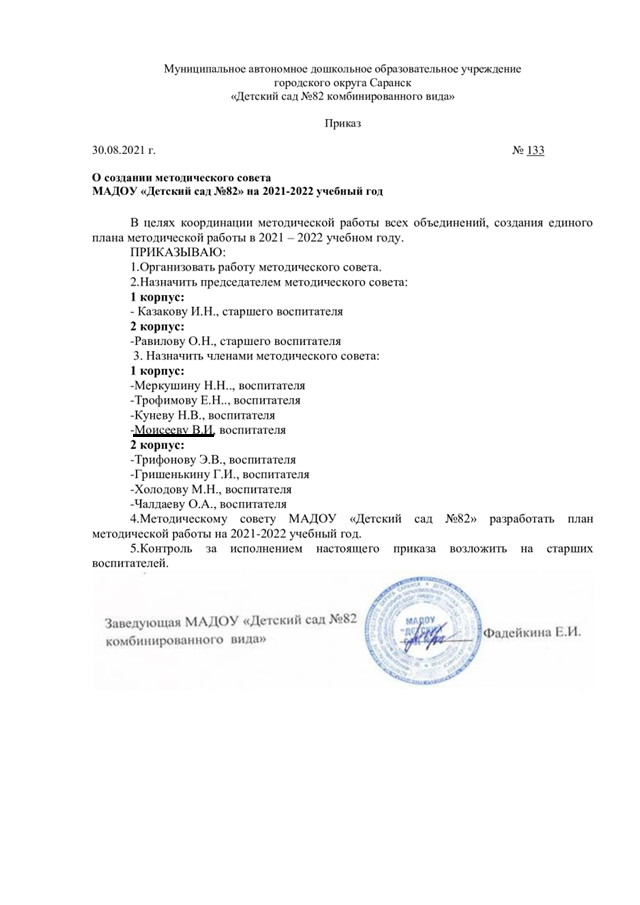 Муниципальное автономное дошкольное образовательное учреждение
городского округа Саранск
«Детский сад №82 комбинированного вида»
Приказ
30.08.2021 г. № 133
О создании методического совета
МАДОУ «Детский сад №82» на 2021-2022 учебный год
В целях координации методической работы всех объединений, создания единого
плана методической работы в 2021 – 2022 учебном году.
ПРИКАЗЫВАЮ:
1.Организовать работу методического совета.
2.Назначить председателем методического совета:
1 корпус:
- Казакову И.Н., старшего воспитателя
2 корпус:
-Равилову О.Н., старшего воспитателя
3. Назначить членами методического совета:
1 корпус:
-Меркушину Н.Н.., воспитателя
-Трофимову Е.Н.., воспитателя
-Куневу Н.В., воспитателя
-Моисееву В.И. воспитателя
2 корпус:
-Трифонову Э.В., воспитателя
-Гришенькину Г.И., воспитателя
-Холодову М.Н., воспитателя
-Чалдаеву О.А., воспитателя
4.Методическому совету МАДОУ «Детский сад №82» разработать план
методической работы на 2021-2022 учебный год.
5.Контроль за исполнением настоящего приказа возложить на старших
воспитателей.
Заведующая МАДОУ «Детский сад №82
комбинированного вида»
МАДОУ
"ДЕТСКИЙ
Фадейкина Е.И.